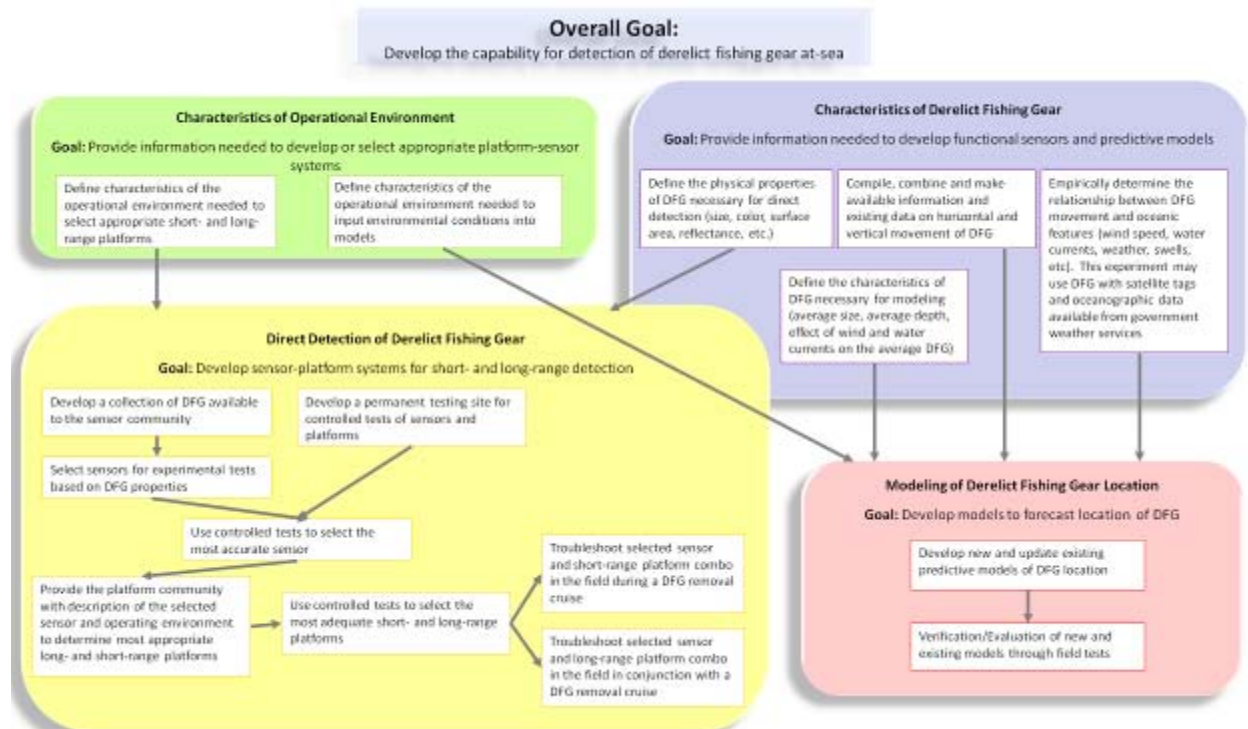 Overall Goal:
Develop the capability for detection of derelict fishing gear at-sea
Characteristics of Operational Environment
Goal: Provide information needed to develop or select appropriate platform-sensor
systems
Define characteristics of the
operational environment needed to
select appropriate short- and long-
range platforms
Define characteristics of the
operational environment needed to
input environmental conditions into
models
Characteristics of Derelict Fishing Gear
Goal: Provide information needed to develop functional sensors and predictive models
Define the physical properties
of DFG necessary for direct
detection (size, color, surface
area, reflectance, etc.)
Compile, combine and make
available information and
existing data on horizontal and
vertical movement of DFG
Empirically determine the
relationship between DFG
movement and oceanic
features (wind speed, water
currents, weather, swells,
etc). This experiment may
use DFG with satellite tags
and oceanographic data
available from government
weather services
Define the characteristics of
DFG necessary for modeling
(average size, average depth,
effect of wind and water
currents on the average DFG)
Direct Detection of Derelict Fishing Gear
Goal: Develop sensor-platform systems for short- and long-range detection
Develop a collection of DFG available
to the sensor community
Develop a permanent testing site for
controlled tests of sensors and
platforms
Select sensors for experimental tests
based on DFG properties
Use controlled tests to select the
most accurate sensor
Provide the platform community
with description of the selected
sensor and operating environment
to determine most appropriate
long- and short-range platforms
Use controlled tests to select the
most adequate short- and long-range
platforms
Troubleshoot selected sensor
and short-range platform combo
in the field during a DFG removal
cruise
Troubleshoot selected sensor
and long-range platform combo
in the field in conjunction with a
DFG removal cruise
Modeling of Derelict Fishing Gear Location
Goal: Develop models to forecast location of DFG
Develop new and update existing
predictive models of DFG location
Verification/Evaluation of new and
existing models through field tests